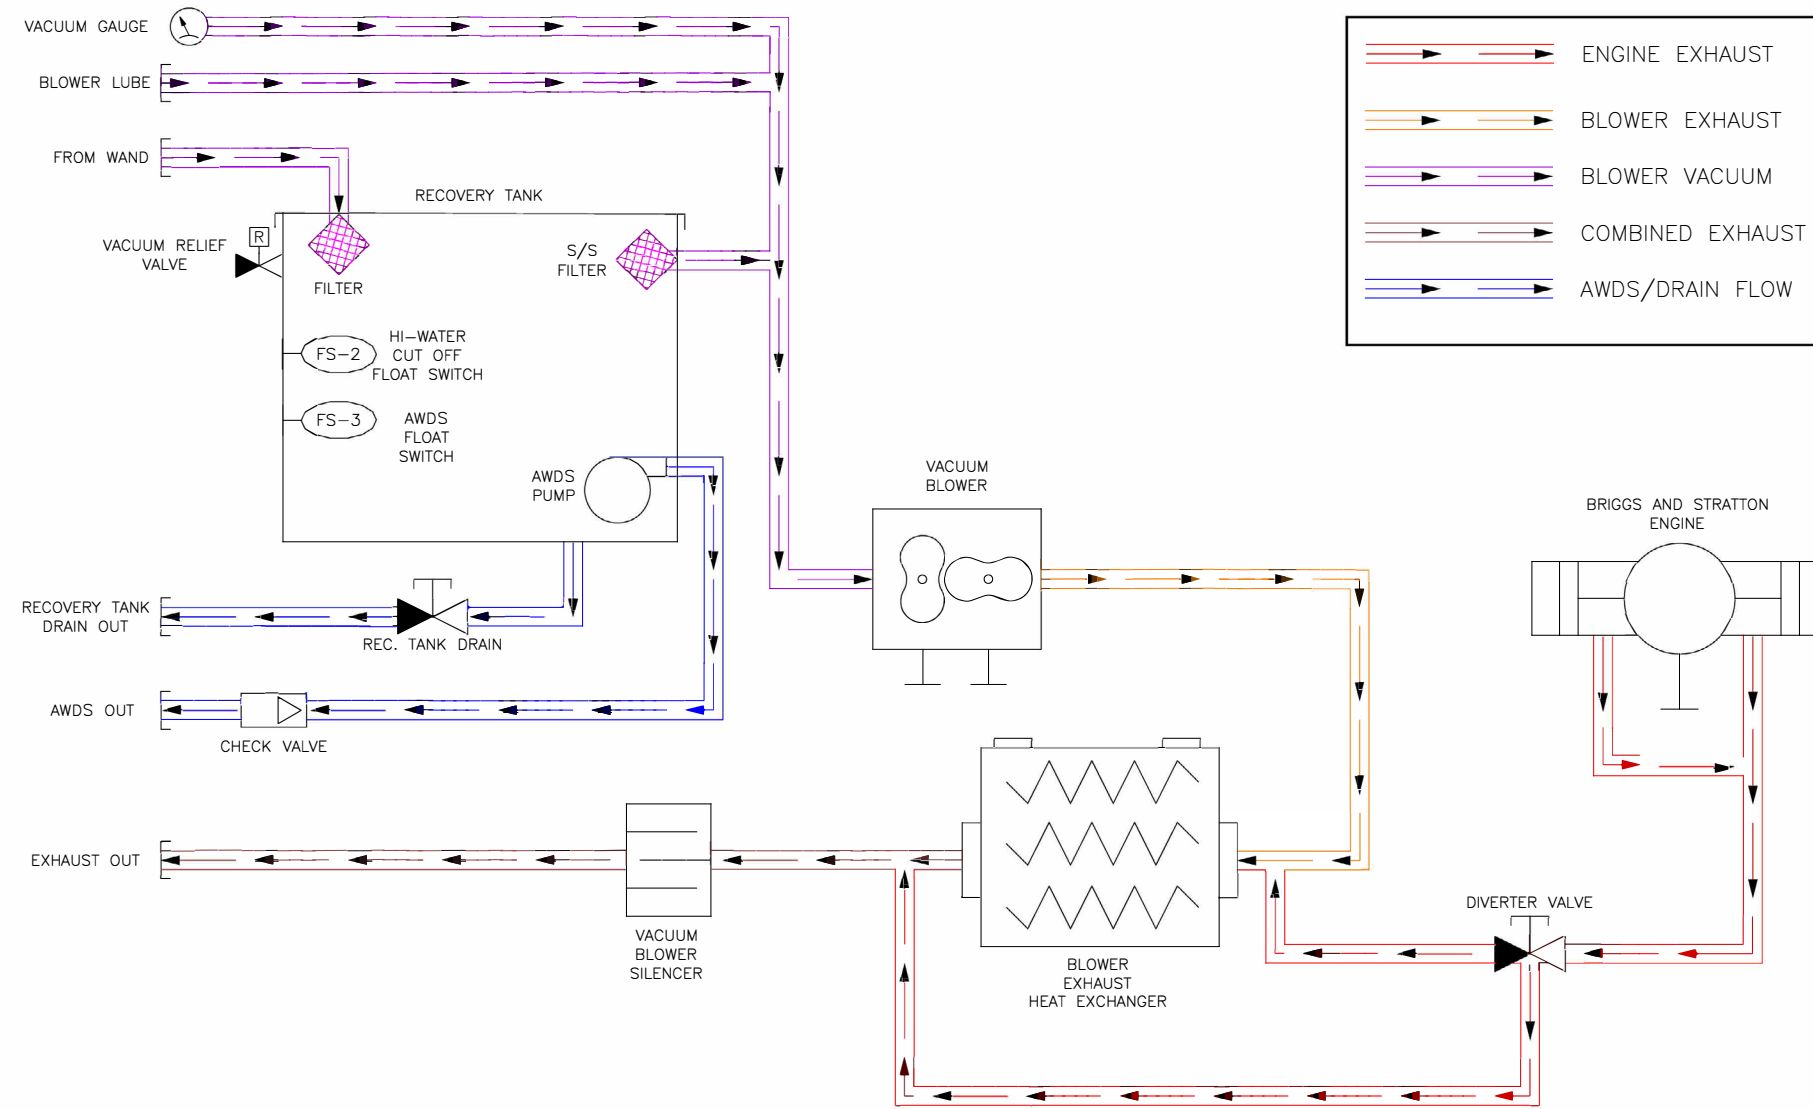 VACUUM GAUGE
BLOWER LUBE
FROM WAND
RECOVERY TANK
R
VACUUM RELIEF
VALVE
FILTER
S/S
FILTER
FS-2
HI-WATER
CUT OFF
FLOAT SWITCH
FS-3
AWDS
FLOAT
SWITCH
AWDS
PUMP
RECOVERY TANK
DRAIN OUT
REC. TANK DRAIN
AWDS OUT
CHECK VALVE
EXHAUST OUT
VACUUM
BLOWER
SILENCER
VACUUM
BLOWER
BLOWER
EXHAUST
HEAT EXCHANGER
BRIGGS AND STRATTON
ENGINE
DIVERTER VALVE
ENGINE EXHAUST
BLOWER EXHAUST
BLOWER VACUUM
COMBINED EXHAUST
AWDS/DRAIN FLOW